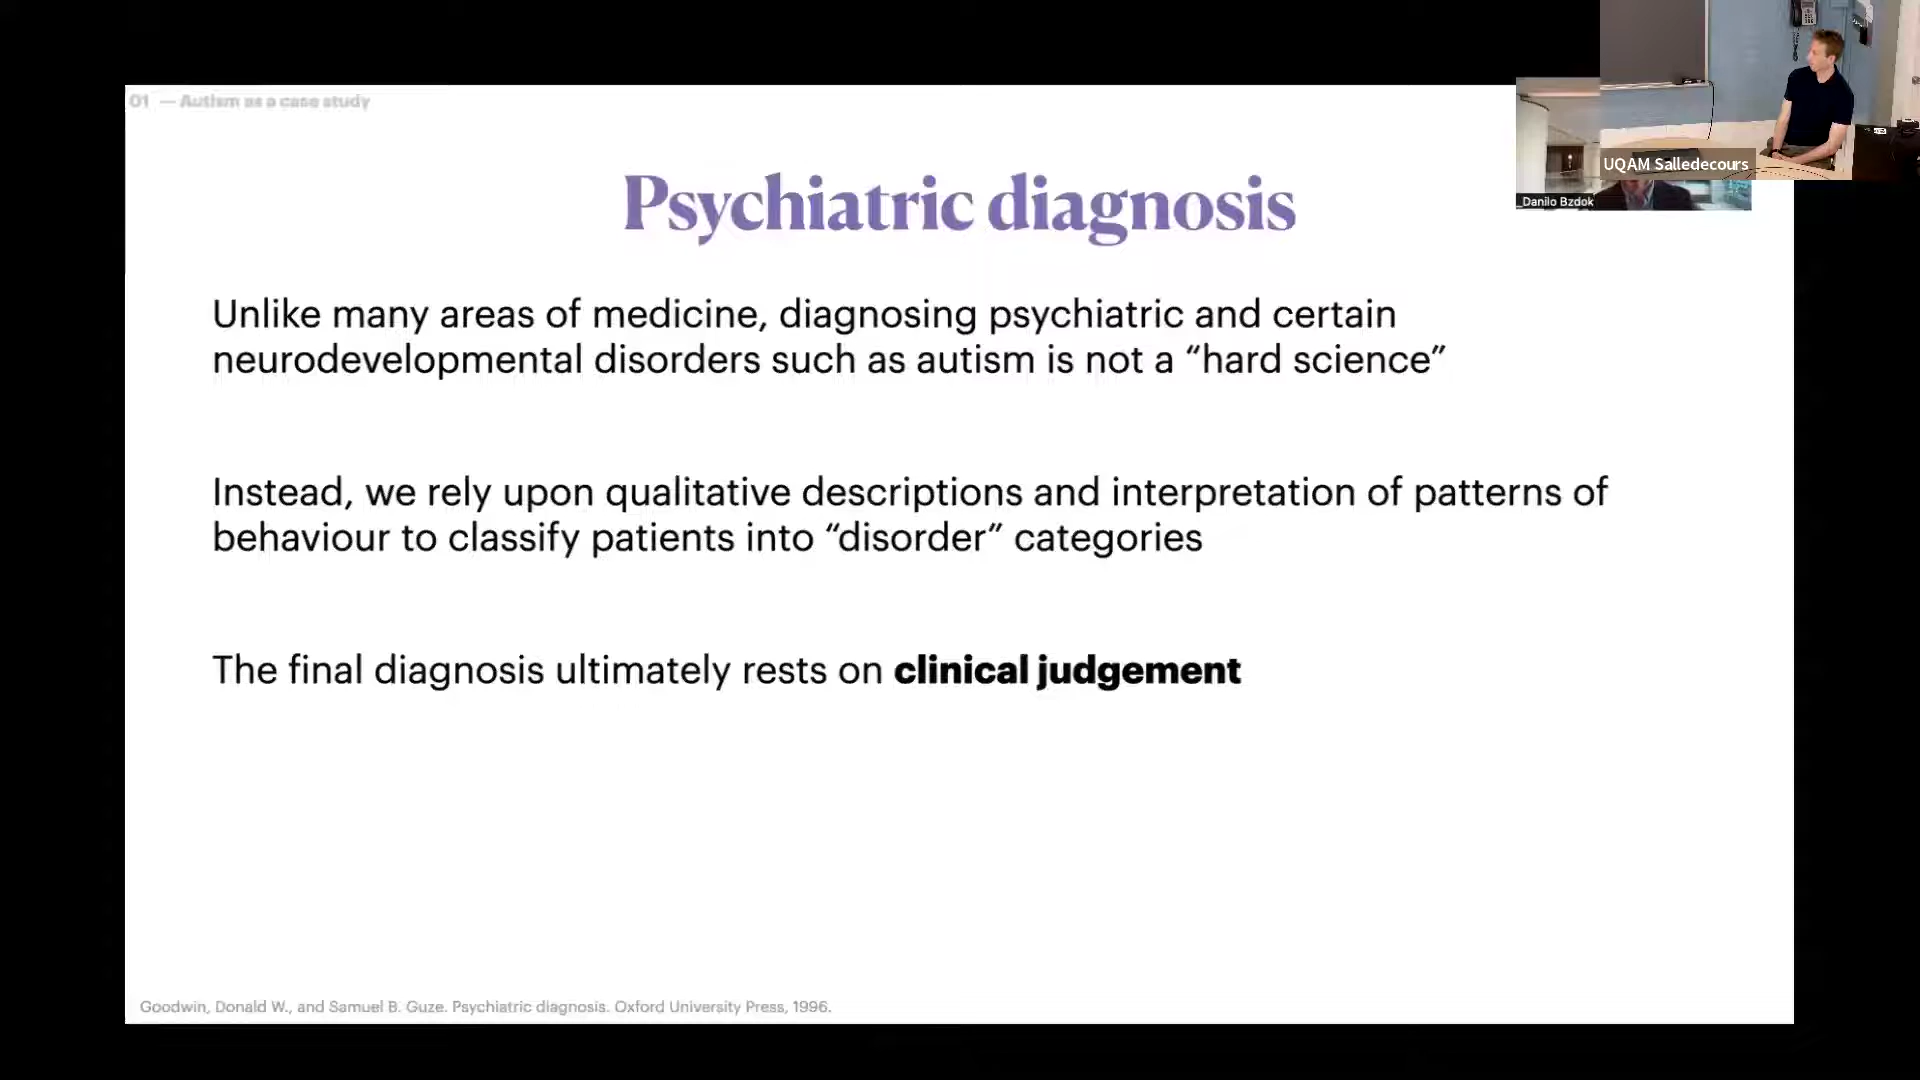 01 — Autism as a case study
Psychiatric diagnosis
Unlike many areas of medicine, diagnosing psychiatric and certain
neurodevelopmental disorders such as autism is not a “hard science”
Instead, we rely upon qualitative descriptions and interpretation of patterns of
behaviour to classify patients into “disorder” categories
The final diagnosis ultimately rests on clinical judgement
Goodwin, Donald W., and Samuel B. Guze. Psychiatric diagnosis. Oxford University Press, 1996.
UQAM Salledecours
Danilo Bzdok